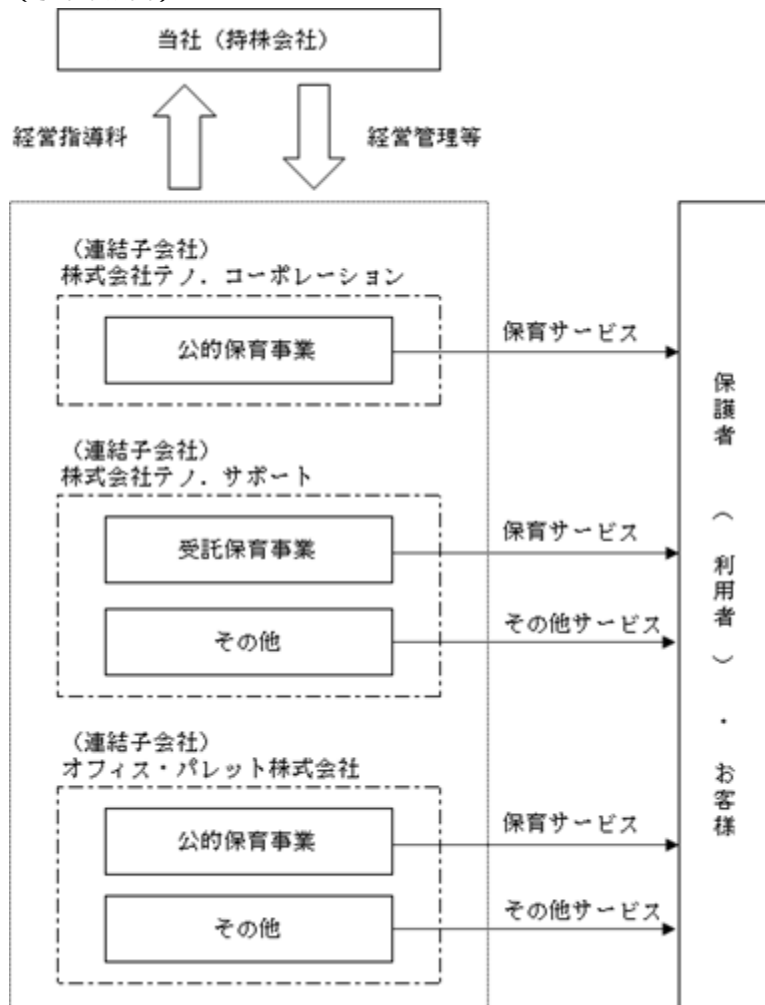 当社（持株会社）
経営指導料
経営管理等
（連結子会社）
株式会社テノ．コーポレーション
公的保育事業
保育サービス
（連結子会社）
株式会社テノ．サポート
受託保育事業
保育サービス
その他
その他サービス
（連結子会社）
オフィス・パレット株式会社
公的保育事業
保育サービス
その他
その他サービス
保護者（利用者）・お客様